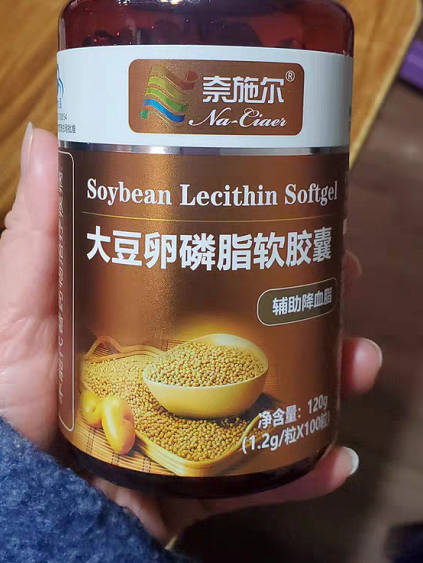 奈施尔®
Na-Ciaer
Soybean Lecithin Softgel
大豆卵磷脂软胶囊
辅助降血脂
净含量：120g
(1.2g/粒X100粒)